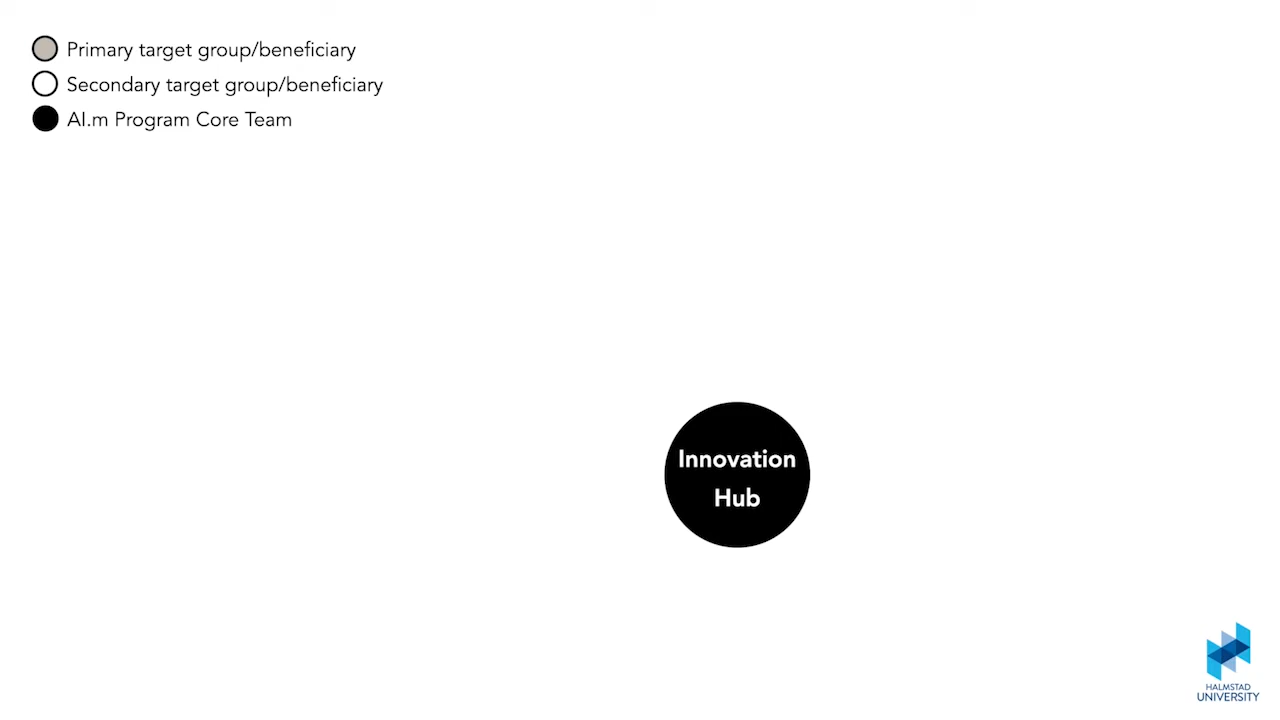 Primary target group/beneficiary
Secondary target group/beneficiary
AI.m Program Core Team
Innovation
Hub
HALMSTAD
UNIVERSITY